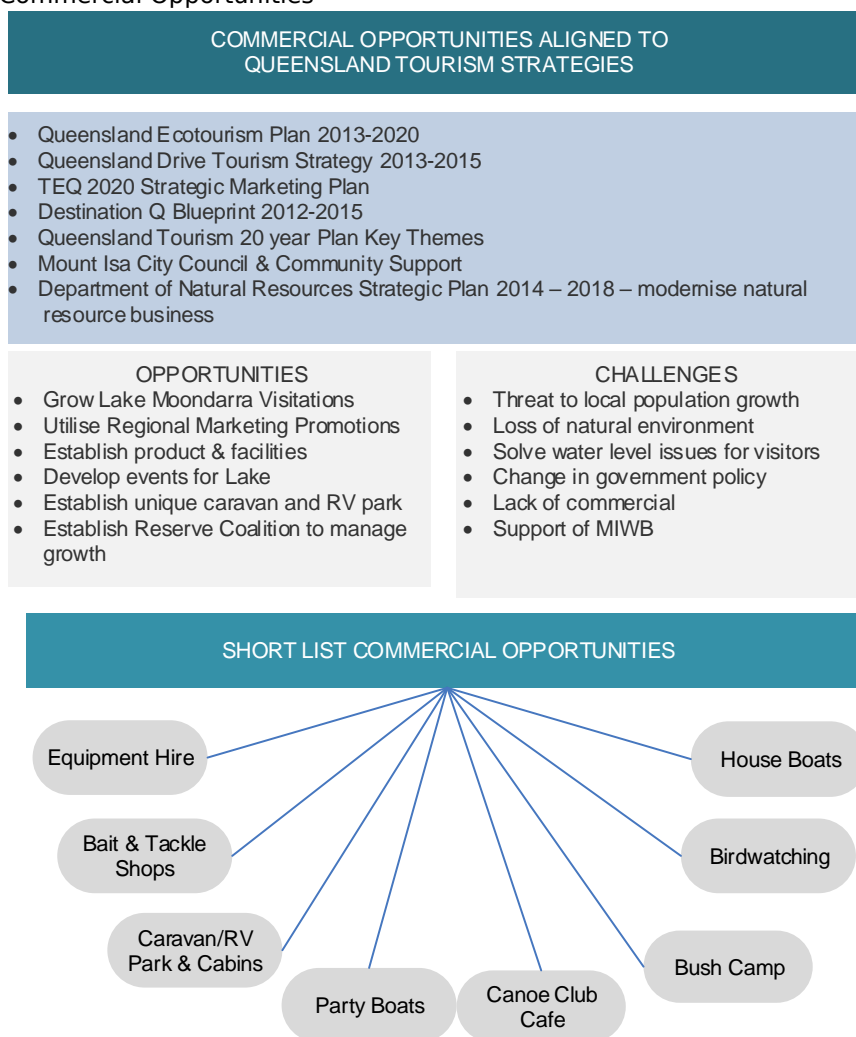 Commercial Opportunities
COMMERCIAL OPPORTUNITIES ALIGNED TO
QUEENSLAND TOURISM STRATEGIES
• Queensland Ecotourism Plan 2013-2020
• Queensland Drive Tourism Strategy 2013-2015
• TEQ 2020 Strategic Marketing Plan
• Destination Q Blueprint 2012-2015
• Queensland Tourism 20 year Plan Key Themes
• Mount Isa City Council & Community Support
• Department of Natural Resources Strategic Plan 2014 – 2018 – modernise natural
resource business
OPPORTUNITIES
• Grow Lake Moondarra Visitations
• Utilise Regional Marketing Promotions
• Establish product & facilities
• Develop events for Lake
• Establish unique caravan and RV park
• Establish Reserve Coalition to manage
growth
CHALLENGES
• Threat to local population growth
• Loss of natural environment
• Solve water level issues for visitors
• Change in government policy
• Lack of commercial
• Support of MIWB
SHORT LIST COMMERCIAL OPPORTUNITIES
Equipment Hire
Bait & Tackle
Shops
Caravan/RV
Park & Cabins
Party Boats
Canoe Club
Cafe
Bush Camp
Birdwatching
House Boats